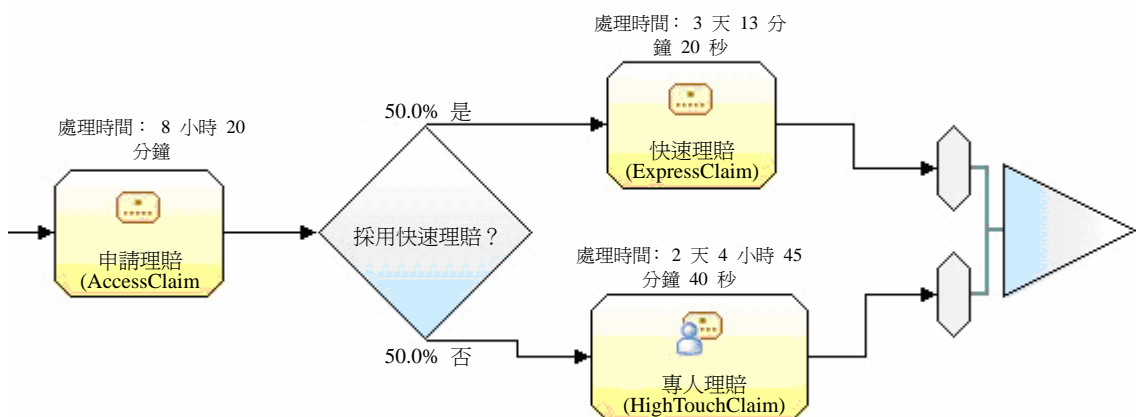 處理時間： 8 小時 20
分鐘
申請理賠
(AccessClaim
採用快速理賠？
50.0% 是
處理時間： 3 天 13 分
鐘 20 秒
快速理賠
(ExpressClaim)
50.0% 否
處理時間： 2 天 4 小時 45
分鐘 40 秒
專人理賠
(HighTouchClaim)